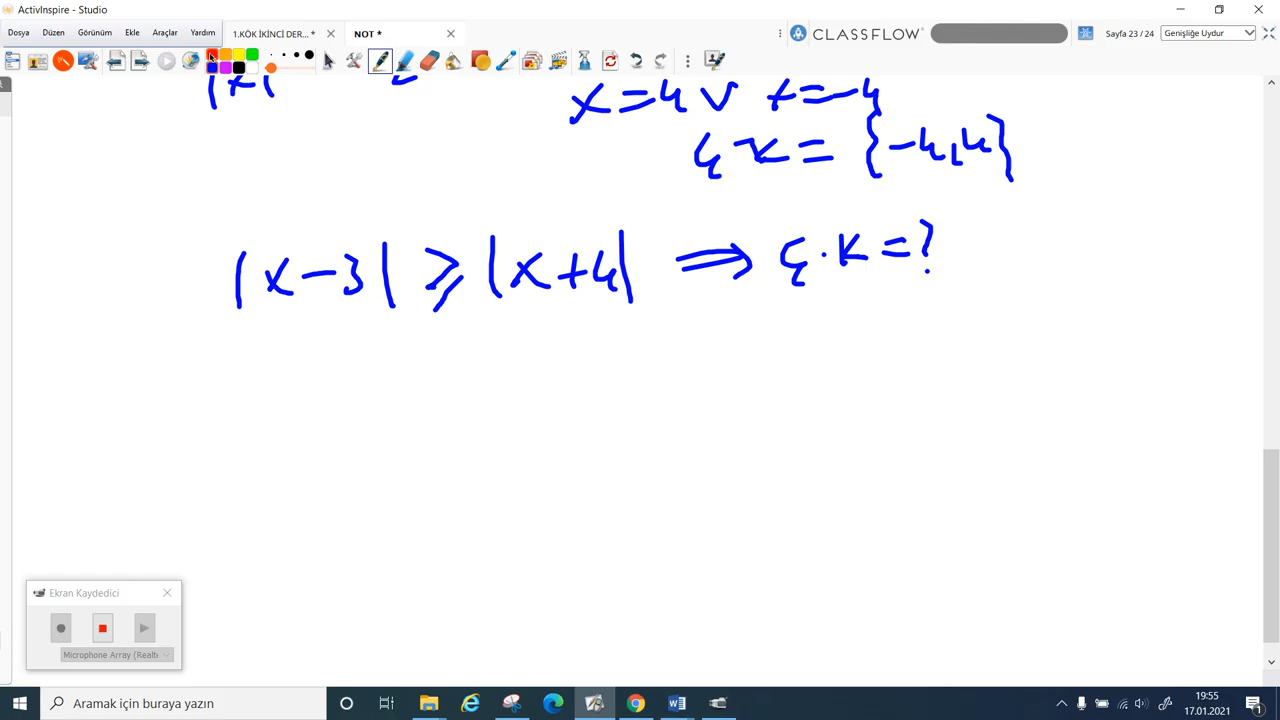 ActivInspire - Studio
Dosya Düzen Görünüm Ekle Araçlar Yardım
1.KÖK İKİNCİ DER... *
NOT *
CLASSFLOW
Sayfa 23 / 24
Genişliğe Uydur
|x|
x = 4 ∨ x = -4
Ç K = {-4, 4}
|x - 3| ⩾ |x + 4| ⟹ Ç.K = ?
Ekran Kaydedici
Microphone Array (Realte
Aramak için buraya yazın
19:55
17.01.2021
1